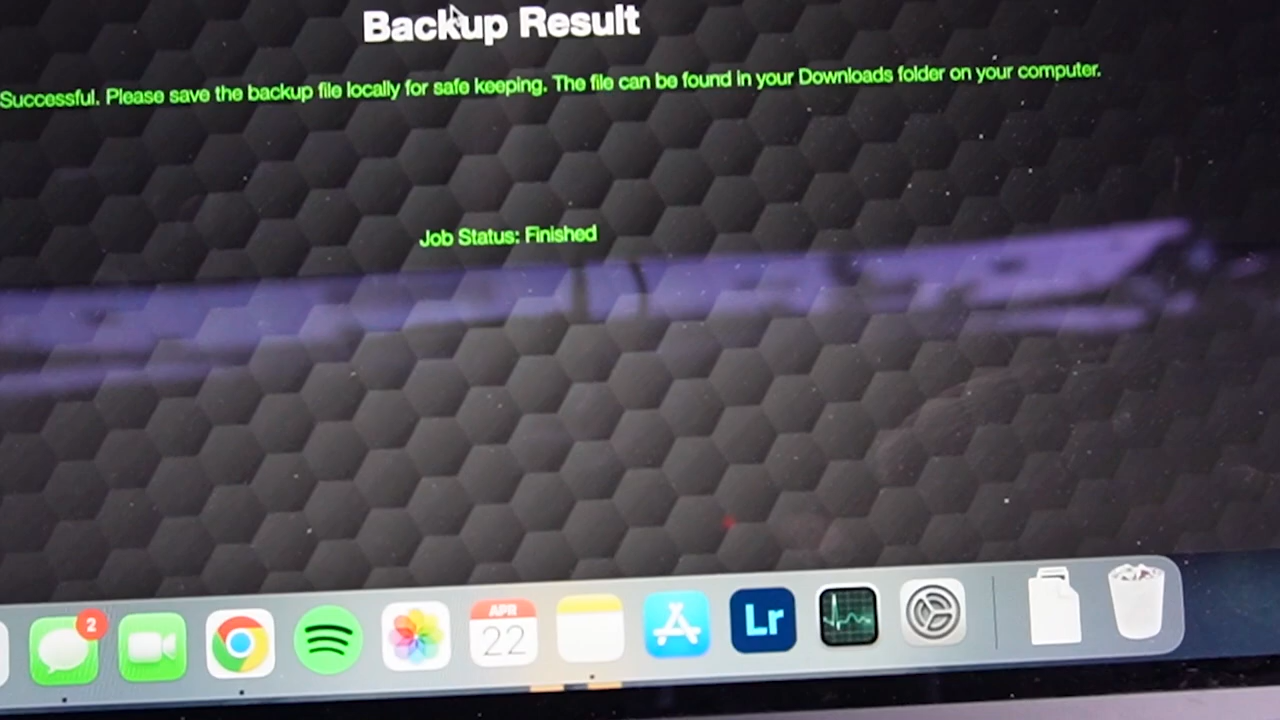 Backup Result
Successful. Please save the backup file locally for safe keeping. The file can be found in your Downloads folder on your computer.
Job Status: Finished
2
APR
22
Lr